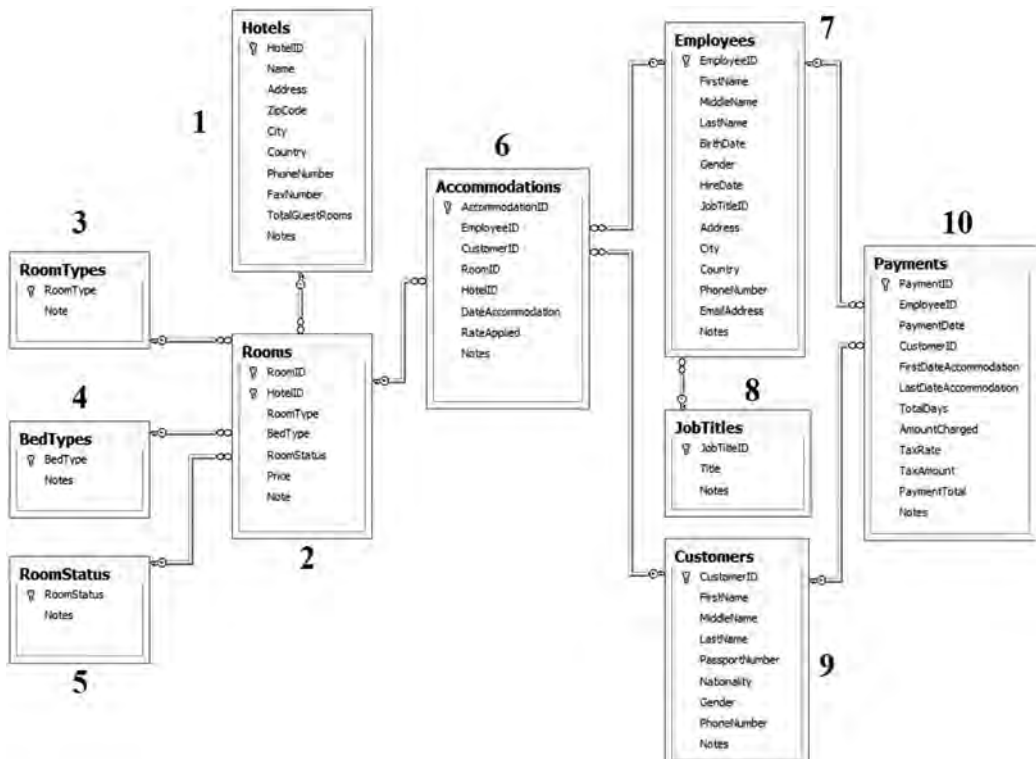 Hotels
HotelID
Name
Address
ZipCode
City
Country
PhoneNumber
FaxNumber
TotalGuestRooms
Notes
1
3
RoomTypes
RoomType
Note
4
BedTypes
BedType
Notes
RoomStatus
RoomStatus
Notes
5
Rooms
RoomID
HotelID
RoomType
BedType
RoomStatus
Price
Note
2
6
Accommodations
AccommodationID
EmployeeID
CustomerID
RoomID
HotelID
DateAccommodation
RateApplied
Notes
7
Employees
EmployeeID
FirstName
MiddleName
LastName
BirthDate
Gender
HireDate
JobTitleID
Address
City
Country
PhoneNumber
EmailAddress
Notes
8
JobTitles
JobTitleID
Title
Notes
Customers
CustomerID
FirstName
MiddleName
LastName
PassportNumber
Nationality
Gender
PhoneNumber
Notes
9
10
Payments
PaymentID
EmployeeID
PaymentDate
CustomerID
FirstDateAccommodation
LastDateAccommodation
TotalDays
AmountCharged
TaxRate
TaxAmount
PaymentTotal
Notes